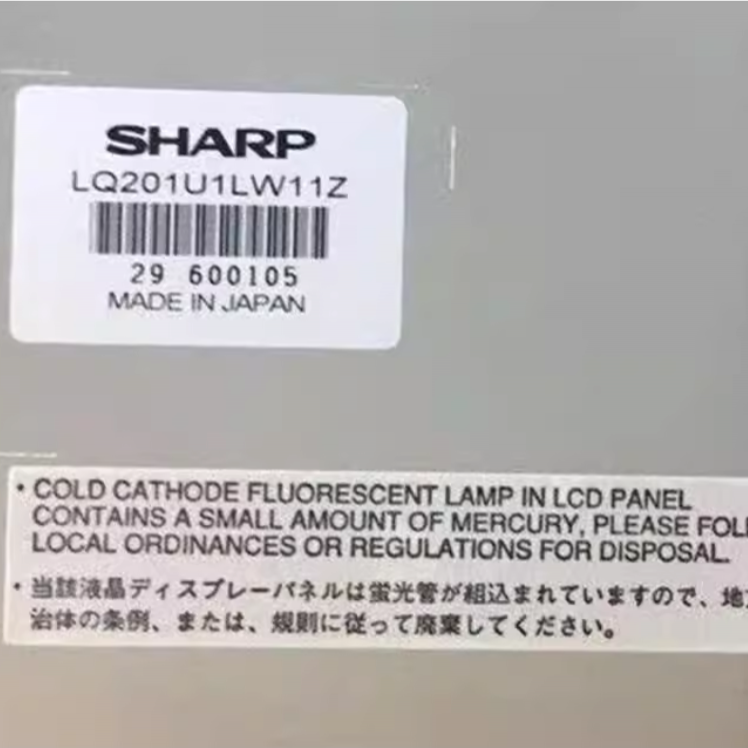 SHARP
LQ201U1LW11Z
29 600105
MADE IN JAPAN
・COLD CATHODE FLUORESCENT LAMP IN LCD PANEL
CONTAINS A SMALL AMOUNT OF MERCURY, PLEASE FOLL
LOCAL ORDINANCES OR REGULATIONS FOR DISPOSAL.
・当該液晶ディスプレーパネルは蛍光管が組込まれていますので、地方
治体の条例、または、規則に従って廃棄してください。